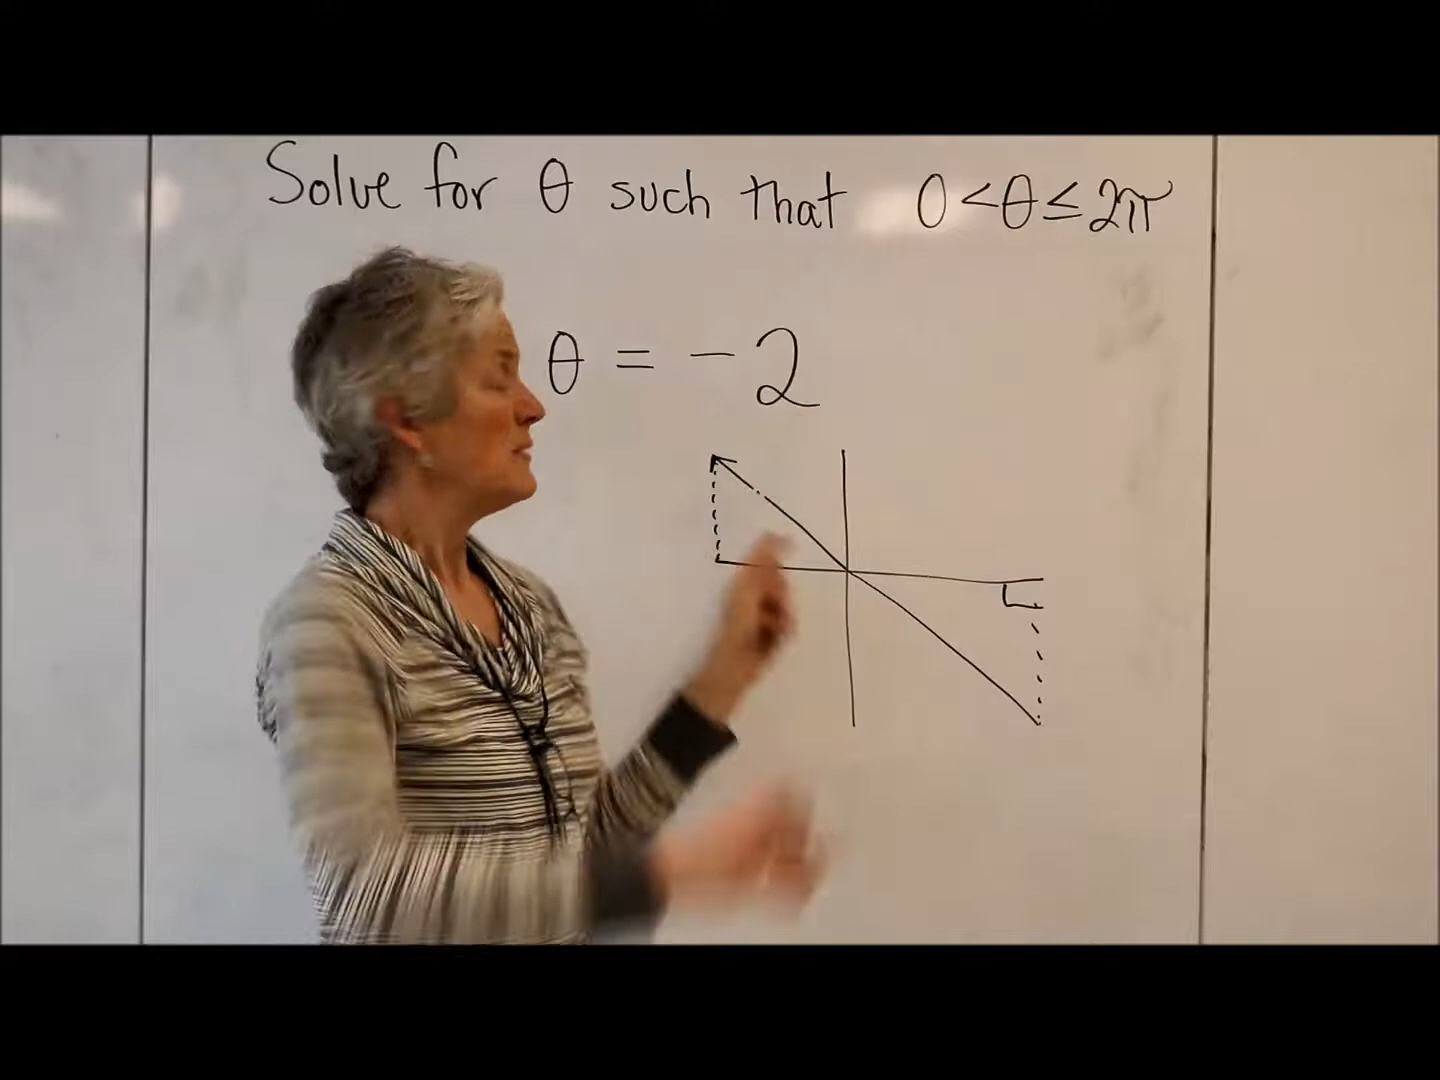 Solve for θ such that 0 < θ ≤ 2π
θ = - 2